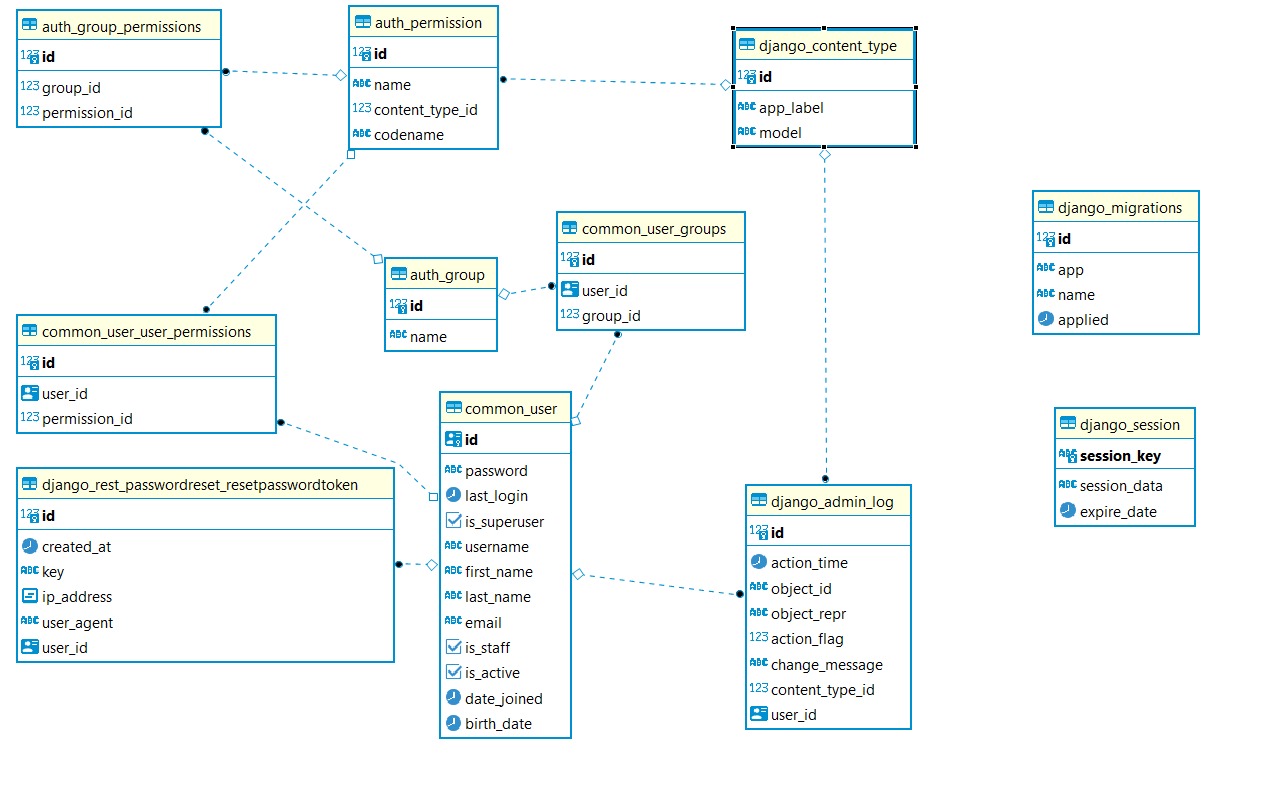 auth_group_permissions
id
group_id
permission_id
auth_permission
id
name
content_type_id
codename
django_content_type
id
app_label
model
django_migrations
id
app
name
applied
common_user_groups
id
user_id
group_id
auth_group
id
name
common_user_user_permissions
id
user_id
permission_id
common_user
id
password
last_login
is_superuser
username
first_name
last_name
email
is_staff
is_active
date_joined
birth_date
django_session
session_key
session_data
expire_date
django_rest_passwordreset_resetpasswordtoken
id
created_at
key
ip_address
user_agent
user_id
django_admin_log
id
action_time
object_id
object_repr
action_flag
change_message
content_type_id
user_id